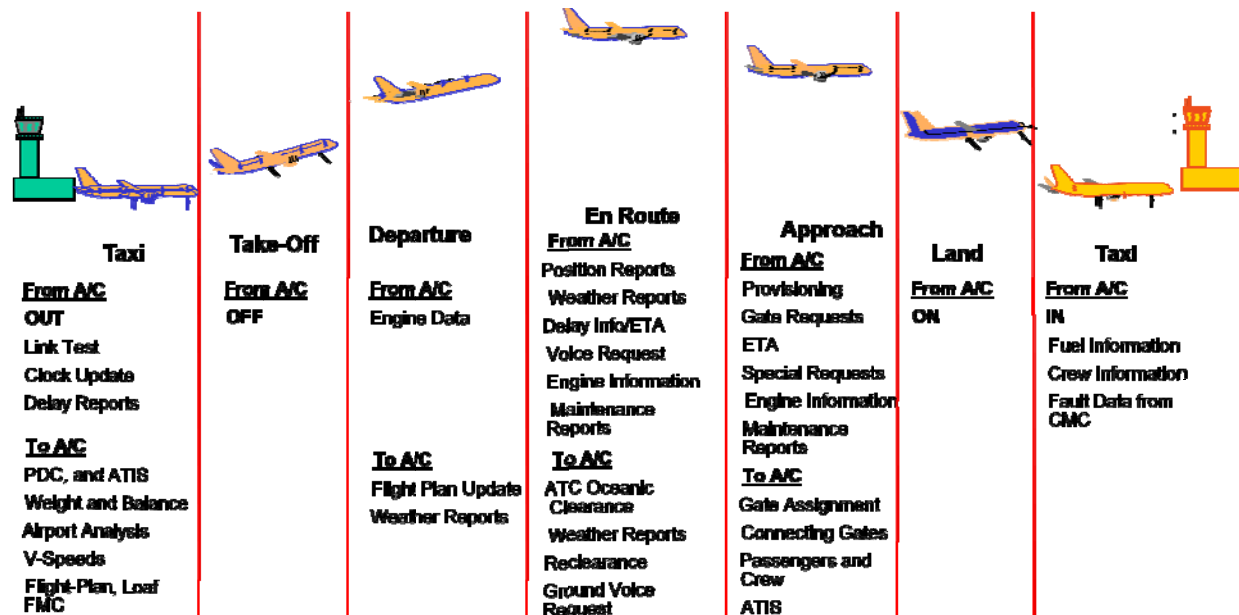 Taxi
From A/C
OUT
Link Test
Clock Update
Delay Reports
To A/C
PDC, and ATIS
Weight and Balance
Airport Analysis
V-Speeds
Flight-Plan, Loaf
FMC
Take-Off
From A/C
OFF
Departure
From A/C
Engine Data
To A/C
Flight Plan Update
Weather Reports
En Route
From A/C
Position Reports
Weather Reports
Delay Info/ETA
Voice Request
Engine Information
Maintenance
Reports
To A/C
ATC Oceanic
Clearance
Weather Reports
Reclearance
Ground Voice
Request
Approach
From A/C
Provisioning
Gate Requests
ETA
Special Requests
Engine Information
Maintenance
Reports
To A/C
Gate Assignment
Connecting Gates
Passengers and
Crew
ATIS
Land
From A/C
ON
Taxi
From A/C
IN
Fuel Information
Crew Information
Fault Data from
CMC